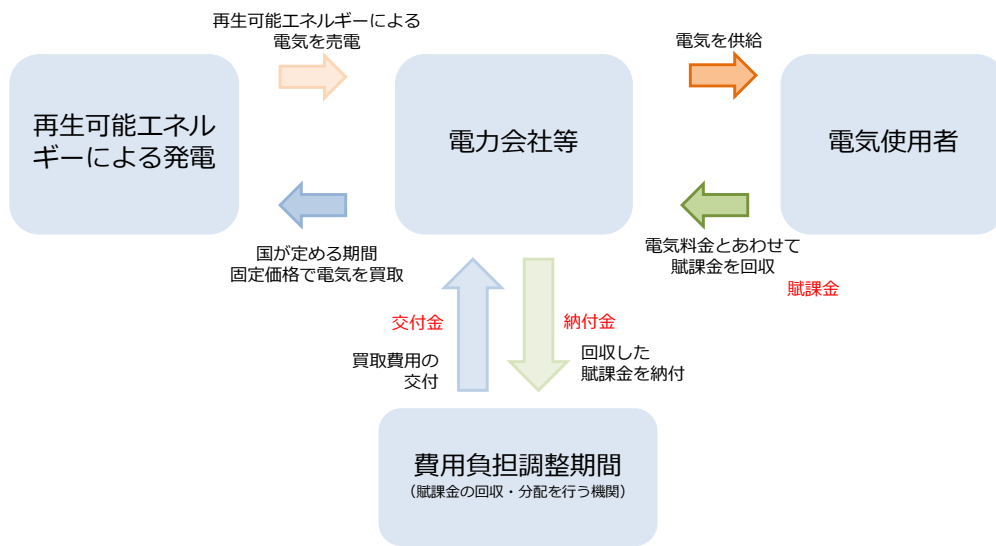 再生可能エネルギーによる
電気を売電
電気を供給
再生可能エネル
ギーによる発電
電力会社等
電気使用者
国が定める期間
固定価格で電気を買取
電気料金とあわせて
賦課金を回収
賦課金
交付金
納付金
買取費用の
交付
回収した
賦課金を納付
費用負担調整期間
（賦課金の回収・分配を行う機関）